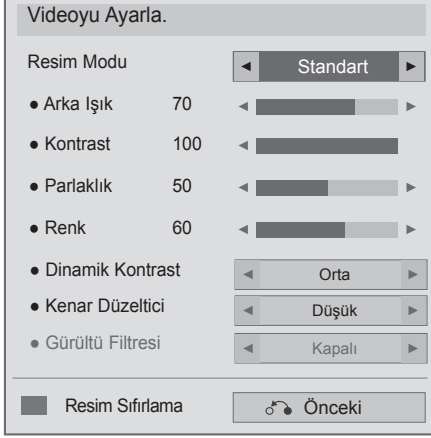 Videoyu Ayarla.
Resim Modu ◄ Standart ►
● Arka Işık 70 ◄ ►
● Kontrast 100 ◄
● Parlaklık 50 ◄ ►
● Renk 60 ◄ ►
● Dinamik Kontrast ◄ Orta ►
● Kenar Düzeltici ◄ Düşük ►
● Gürültü Filtresi ◄ Kapalı ►
Resim Sıfırlama Önceki